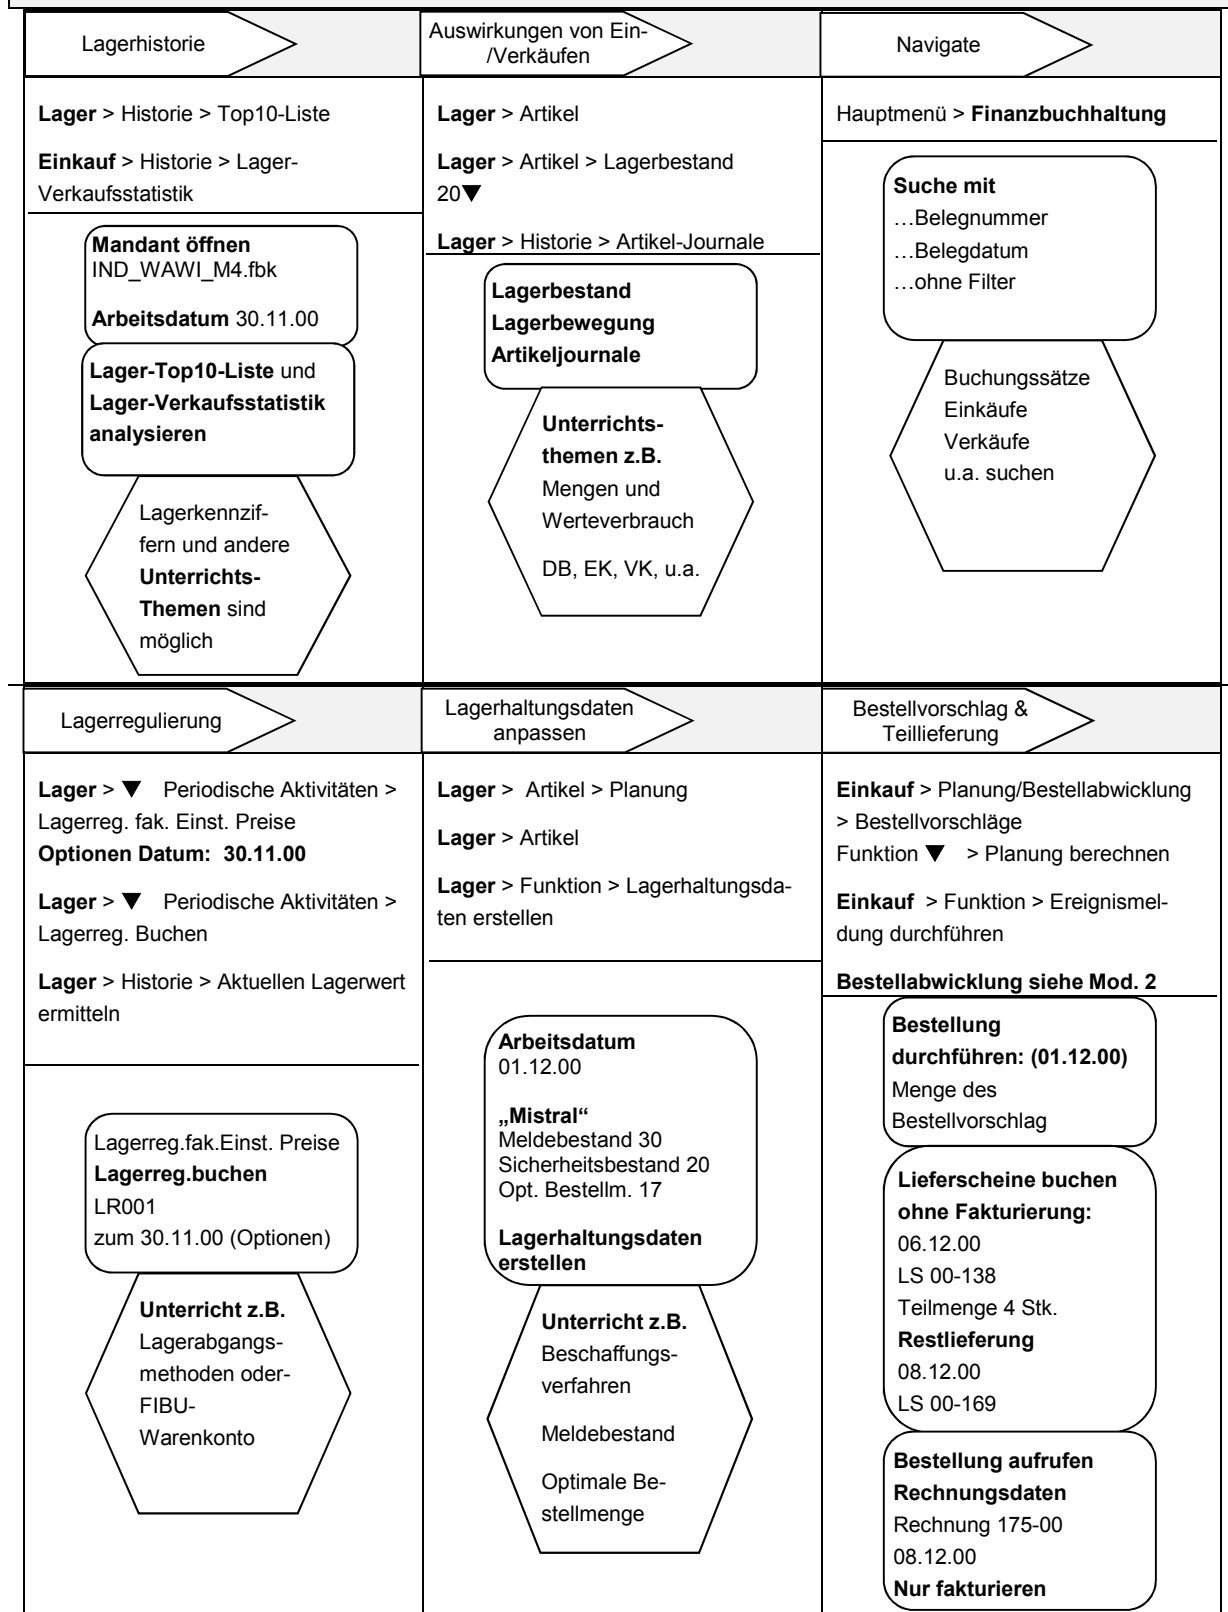 Lagerhistorie
Lager > Historie > Top10-Liste
Einkauf > Historie > Lager-
Verkaufsstatistik
Mandant öffnen
IND_WAWI_M4.fbk
Arbeitsdatum 30.11.00
Lager-Top10-Liste und
Lager-Verkaufsstatistik
analysieren
Lagerkennzif-
fern und andere
Unterrichts-
Themen sind
möglich
Auswirkungen von Ein-
/Verkäufen
Lager > Artikel
Lager > Artikel > Lagerbestand
20▼
Lager > Historie > Artikel-Journale
Lagerbestand
Lagerbewegung
Artikeljournale
Unterrichts-
themen z.B.
Mengen und
Werteverbrauch
DB, EK, VK, u.a.
Navigate
Hauptmenü > Finanzbuchhaltung
Suche mit
…Belegnummer
…Belegdatum
…ohne Filter
Buchungssätze
Einkäufe
Verkäufe
u.a. suchen
Lagerregulierung
Lager > ▼ Periodische Aktivitäten >
Lagerreg. fak. Einst. Preise
Optionen Datum: 30.11.00
Lager > ▼ Periodische Aktivitäten >
Lagerreg. Buchen
Lager > Historie > Aktuellen Lagerwert
ermitteln
Lagerreg.fak.Einst. Preise
Lagerreg.buchen
LR001
zum 30.11.00 (Optionen)
Unterricht z.B.
Lagerabgangs-
methoden oder-
FIBU-
Warenkonto
Lagerhaltungsdaten
anpassen
Lager > Artikel > Planung
Lager > Artikel
Lager > Funktion > Lagerhaltungsda-
ten erstellen
Arbeitsdatum
01.12.00
„Mistral“
Meldebestand 30
Sicherheitsbestand 20
Opt. Bestellm. 17
Lagerhaltungsdaten
erstellen
Unterricht z.B.
Beschaffungs-
verfahren
Meldebestand
Optimale Be-
stellmenge
Bestellvorschlag &
Teillieferung
Einkauf > Planung/Bestellabwicklung
> Bestellvorschläge
Funktion ▼ > Planung berechnen
Einkauf > Funktion > Ereignismel-
dung durchführen
Bestellabwicklung siehe Mod. 2
Bestellung
durchführen: (01.12.00)
Menge des
Bestellvorschlag
Lieferscheine buchen
ohne Fakturierung:
06.12.00
LS 00-138
Teilmenge 4 Stk.
Restlieferung
08.12.00
LS 00-169
Bestellung aufrufen
Rechnungsdaten
Rechnung 175-00
08.12.00
Nur fakturieren